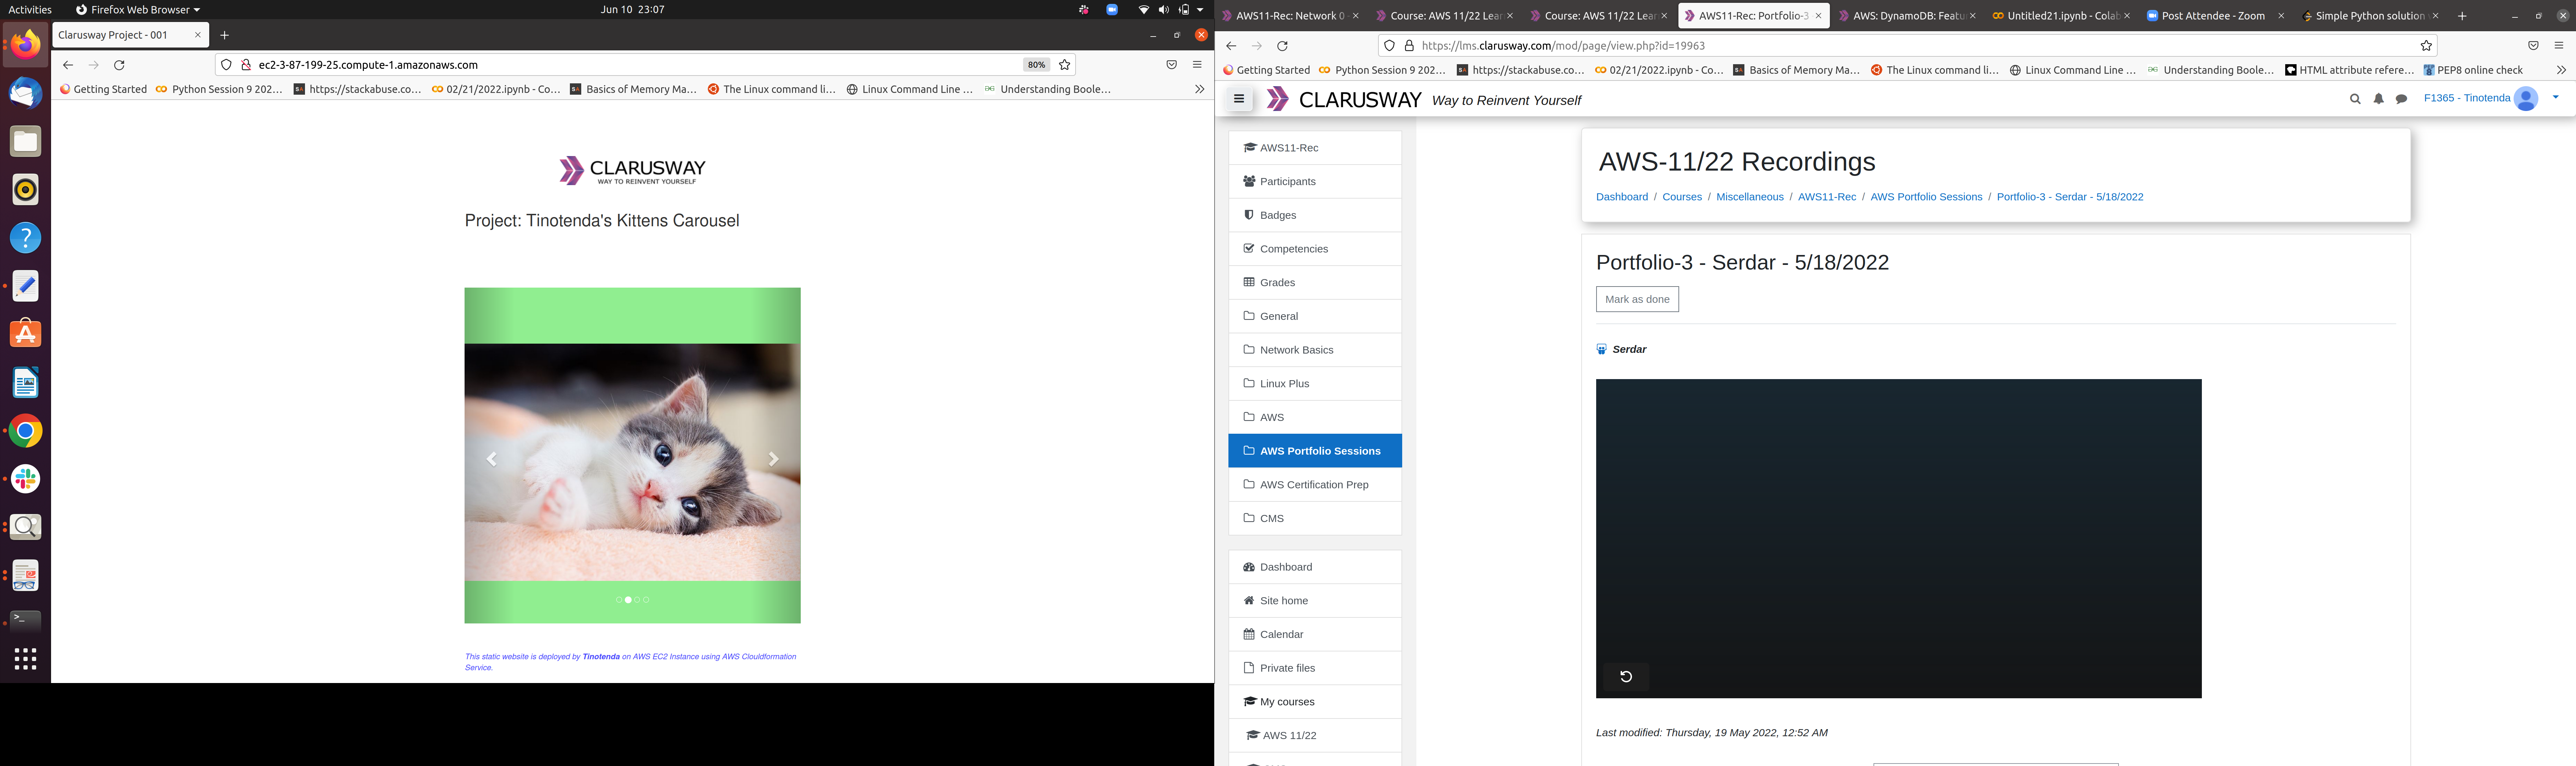 Activities
Firefox Web Browser
Jun 10 23:07
Clarusway Project - 001
ec2-3-87-199-25.compute-1.amazonaws.com
80%
Getting Started
Python Session 9 202…
https://stackabuse.co…
02/21/2022.ipynb - Co…
Basics of Memory Ma…
The Linux command li…
Linux Command Line …
Understanding Boole…
CLARUSWAY
WAY TO REINVENT YOURSELF
Project: Tinotenda's Kittens Carousel
This static website is deployed by Tinotenda on AWS EC2 Instance using AWS Clouldformation
Service.
AWS11-Rec: Network 0
Course: AWS 11/22 Lear
Course: AWS 11/22 Lear
AWS11-Rec: Portfolio-3
AWS: DynamoDB: Featu
Untitled21.ipynb - Colab
Post Attendee - Zoom
Simple Python solution
https://lms.clarusway.com/mod/page/view.php?id=19963
Getting Started
Python Session 9 202…
https://stackabuse.co…
02/21/2022.ipynb - Co…
Basics of Memory Ma…
The Linux command li…
Linux Command Line …
Understanding Boole…
HTML attribute refere…
PEP8 online check
CLARUSWAY
Way to Reinvent Yourself
F1365 - Tinotenda
AWS11-Rec
Participants
Badges
Competencies
Grades
General
Network Basics
Linux Plus
AWS
AWS Portfolio Sessions
AWS Certification Prep
CMS
Dashboard
Site home
Calendar
Private files
My courses
AWS 11/22
AWS-11/22 Recordings
Dashboard / Courses / Miscellaneous / AWS11-Rec / AWS Portfolio Sessions / Portfolio-3 - Serdar - 5/18/2022
Portfolio-3 - Serdar - 5/18/2022
Mark as done
Serdar
Last modified: Thursday, 19 May 2022, 12:52 AM